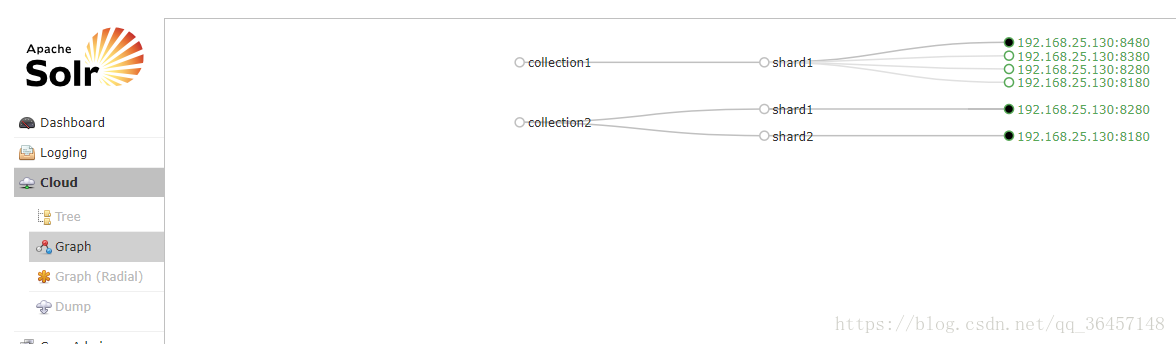 Apache
Solr
Dashboard
Logging
Cloud
Tree
Graph
Graph (Radial)
Dump
collection1
shard1
192.168.25.130:8480
192.168.25.130:8380
192.168.25.130:8280
192.168.25.130:8180
collection2
shard1
192.168.25.130:8280
shard2
192.168.25.130:8180
https://blog.csdn.net/qq_36457148